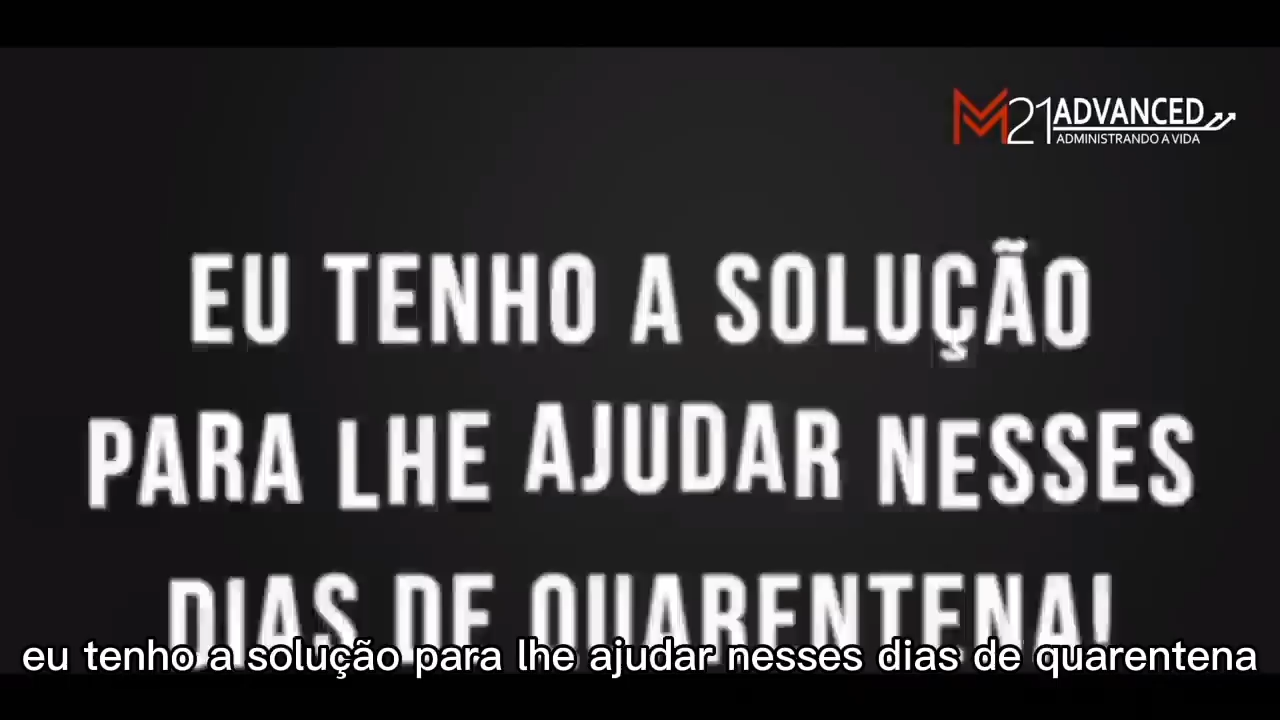 M21 ADVANCED
ADMINISTRANDO A VIDA
EU TENHO A SOLUÇÃO
PARA LHE AJUDAR NESSES
DIAS DE QUARENTENA!
eu tenho a solução para lhe ajudar nesses dias de quarentena